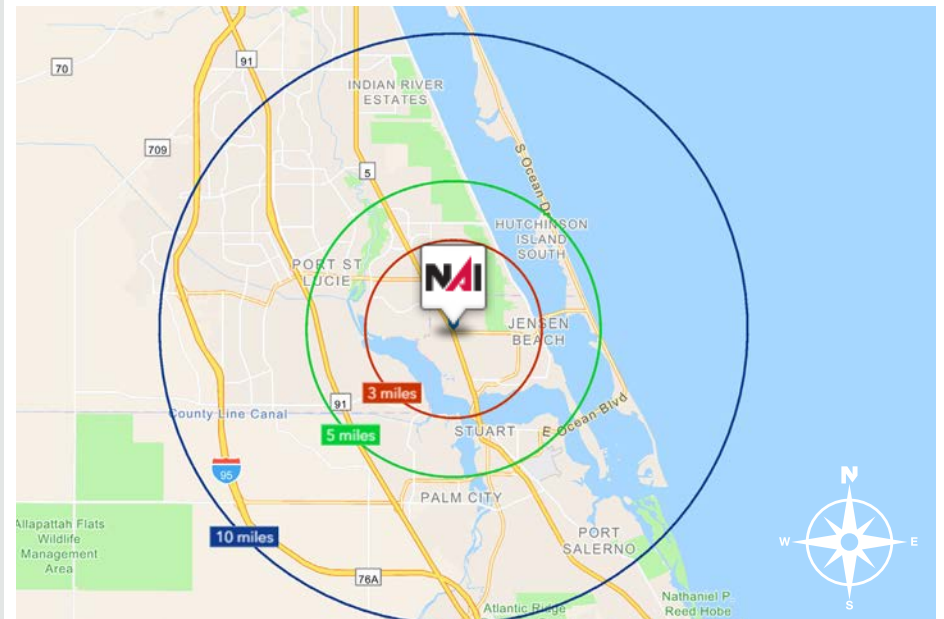 91
70
INDIAN RIVER
ESTATES
709
5
S Ocean Dr
HUTCHINSON
ISLAND
SOUTH
PORT ST
LUCIE
NAI
JENSEN
BEACH
3 miles
91
County Line Canal
5 miles
STUART
E Ocean Blvd
95
PALM CITY
N
10 miles
Allapattah Flats
Wildlife
Management
Area
PORT
SALERNO
W
E
76A
S
Atlantic Ridge
Nathaniel P
Reed Hobe